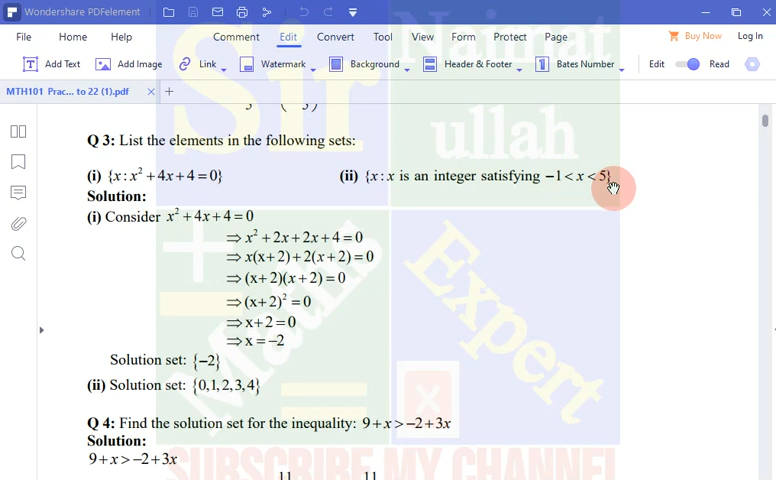 Wondershare PDFelement
File Home Help Comment Edit Convert Tool View Form Protect Page Buy Now Log In
Add Text Add Image Link Watermark Background Header & Footer Bates Number Edit Read
MTH101 Prac... to 22 (1).pdf
Q 3: List the elements in the following sets:
(i) {x : x² + 4x + 4 = 0} (ii) {x : x is an integer satisfying −1 < x < 5}
Solution:
(i) Consider x² + 4x + 4 = 0
⇒ x² + 2x + 2x + 4 = 0
⇒ x(x+2) + 2(x+2) = 0
⇒ (x+2)(x+2) = 0
⇒ (x+2)² = 0
⇒ x+2 = 0
⇒ x = −2
Solution set: {−2}
(ii) Solution set: {0,1,2,3,4}
Q 4: Find the solution set for the inequality: 9+x > −2+3x
Solution:
9+x > −2+3x
Sir
Naimat
ullah
Maths
Expert
SUBSCRIBE MY CHANNEL